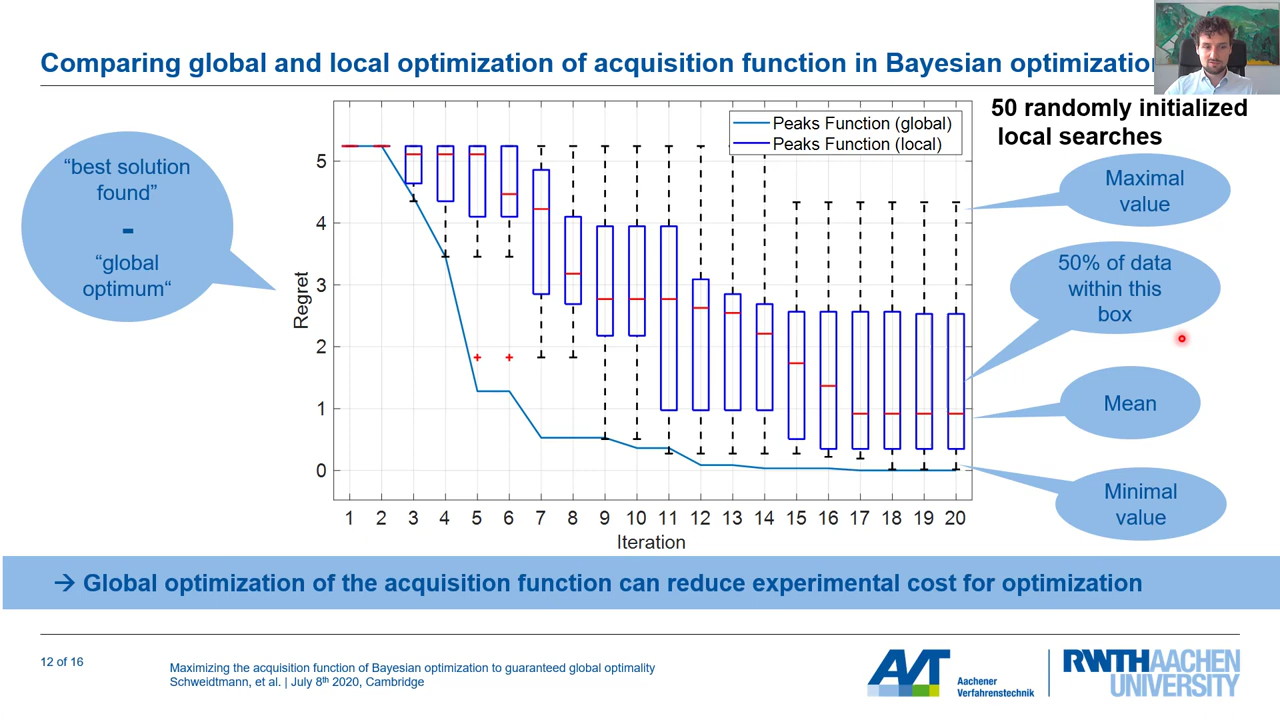 Comparing global and local optimization of acquisition function in Bayesian optimization
50 randomly initialized
local searches
“best solution
found”
-
“global
optimum“
Peaks Function (global)
Peaks Function (local)
Regret
5
4
3
2
1
0
1 2 3 4 5 6 7 8 9 10 11 12 13 14 15 16 17 18 19 20
Iteration
Maximal
value
50% of data
within this
box
Mean
Minimal
value
→ Global optimization of the acquisition function can reduce experimental cost for optimization
12 of 16
Maximizing the acquisition function of Bayesian optimization to guaranteed global optimality
Schweidtmann, et al. | July 8th 2020, Cambridge
AVT
Aachener
Verfahrenstechnik
RWTH AACHEN
UNIVERSITY